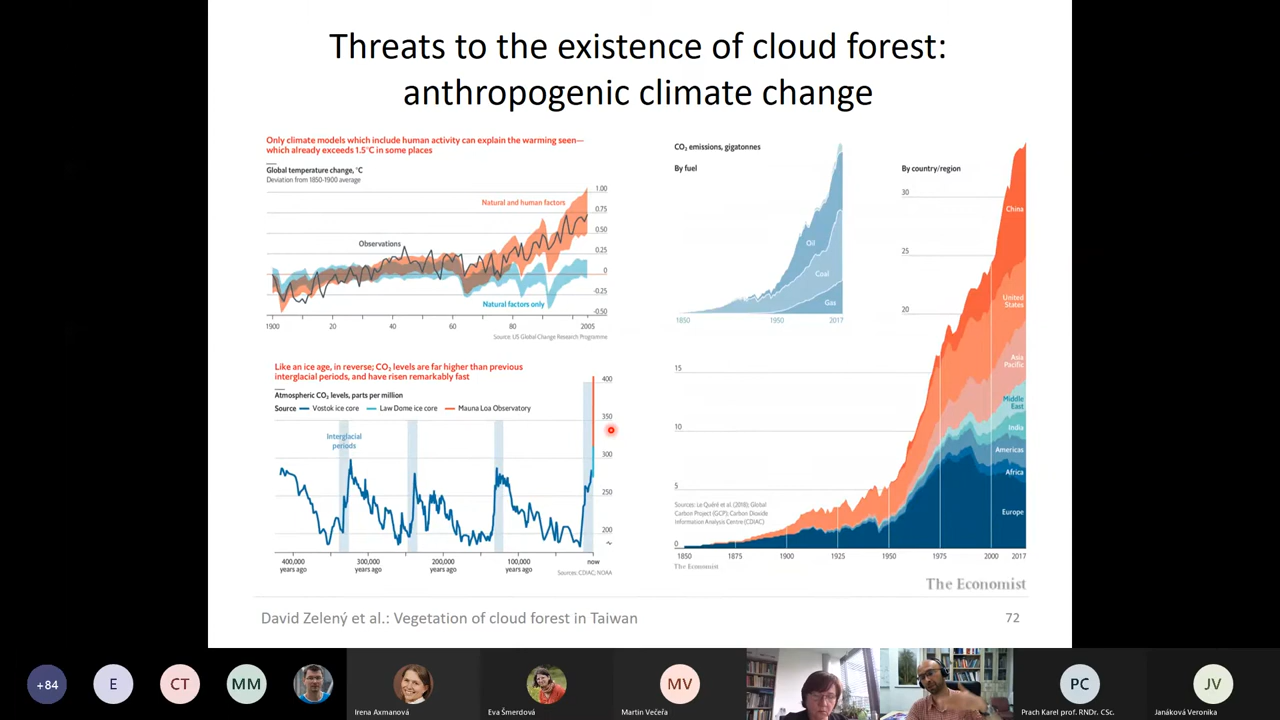 Threats to the existence of cloud forest:
anthropogenic climate change
Only climate models which include human activity can explain the warming seen—
which already exceeds 1.5°C in some places
Global temperature change, °C
Deviation from 1850-1900 average
1.00
Natural and human factors
0.75
0.50
Observations
0.25
0
-0.25
Natural factors only
-0.50
1900
20
40
60
80
2005
Source: US Global Change Research Programme
Like an ice age, in reverse; CO₂ levels are far higher than previous
interglacial periods, and have risen remarkably fast
Atmospheric CO₂ levels, parts per million
Source
Vostok ice core
Law Dome ice core
Mauna Loa Observatory
400
350
Interglacial
periods
300
250
200
400,000
years ago
300,000
years ago
200,000
years ago
100,000
years ago
now
Sources: CDIAC, NOAA
CO₂ emissions, gigatonnes
By fuel
Oil
Coal
Gas
1850
1950
2017
By country/region
30
25
20
15
10
5
0
China
United
States
Asia
Pacific
Middle
East
India
Americas
Africa
Europe
Sources: Le Quéré et al. (2018); Global
Carbon Project (GCP); Carbon Dioxide
Information Analysis Centre (CDIAC)
1850
1875
1900
1925
1950
1975
2000
2017
The Economist
The Economist
David Zelený et al.: Vegetation of cloud forest in Taiwan
72
+84
E
CT
MM
Irena Axmanová
Eva Šmerdová
MV
Martin Večeřa
PC
Prach Karel prof. RNDr. CSc.
JV
Janáková Veronika